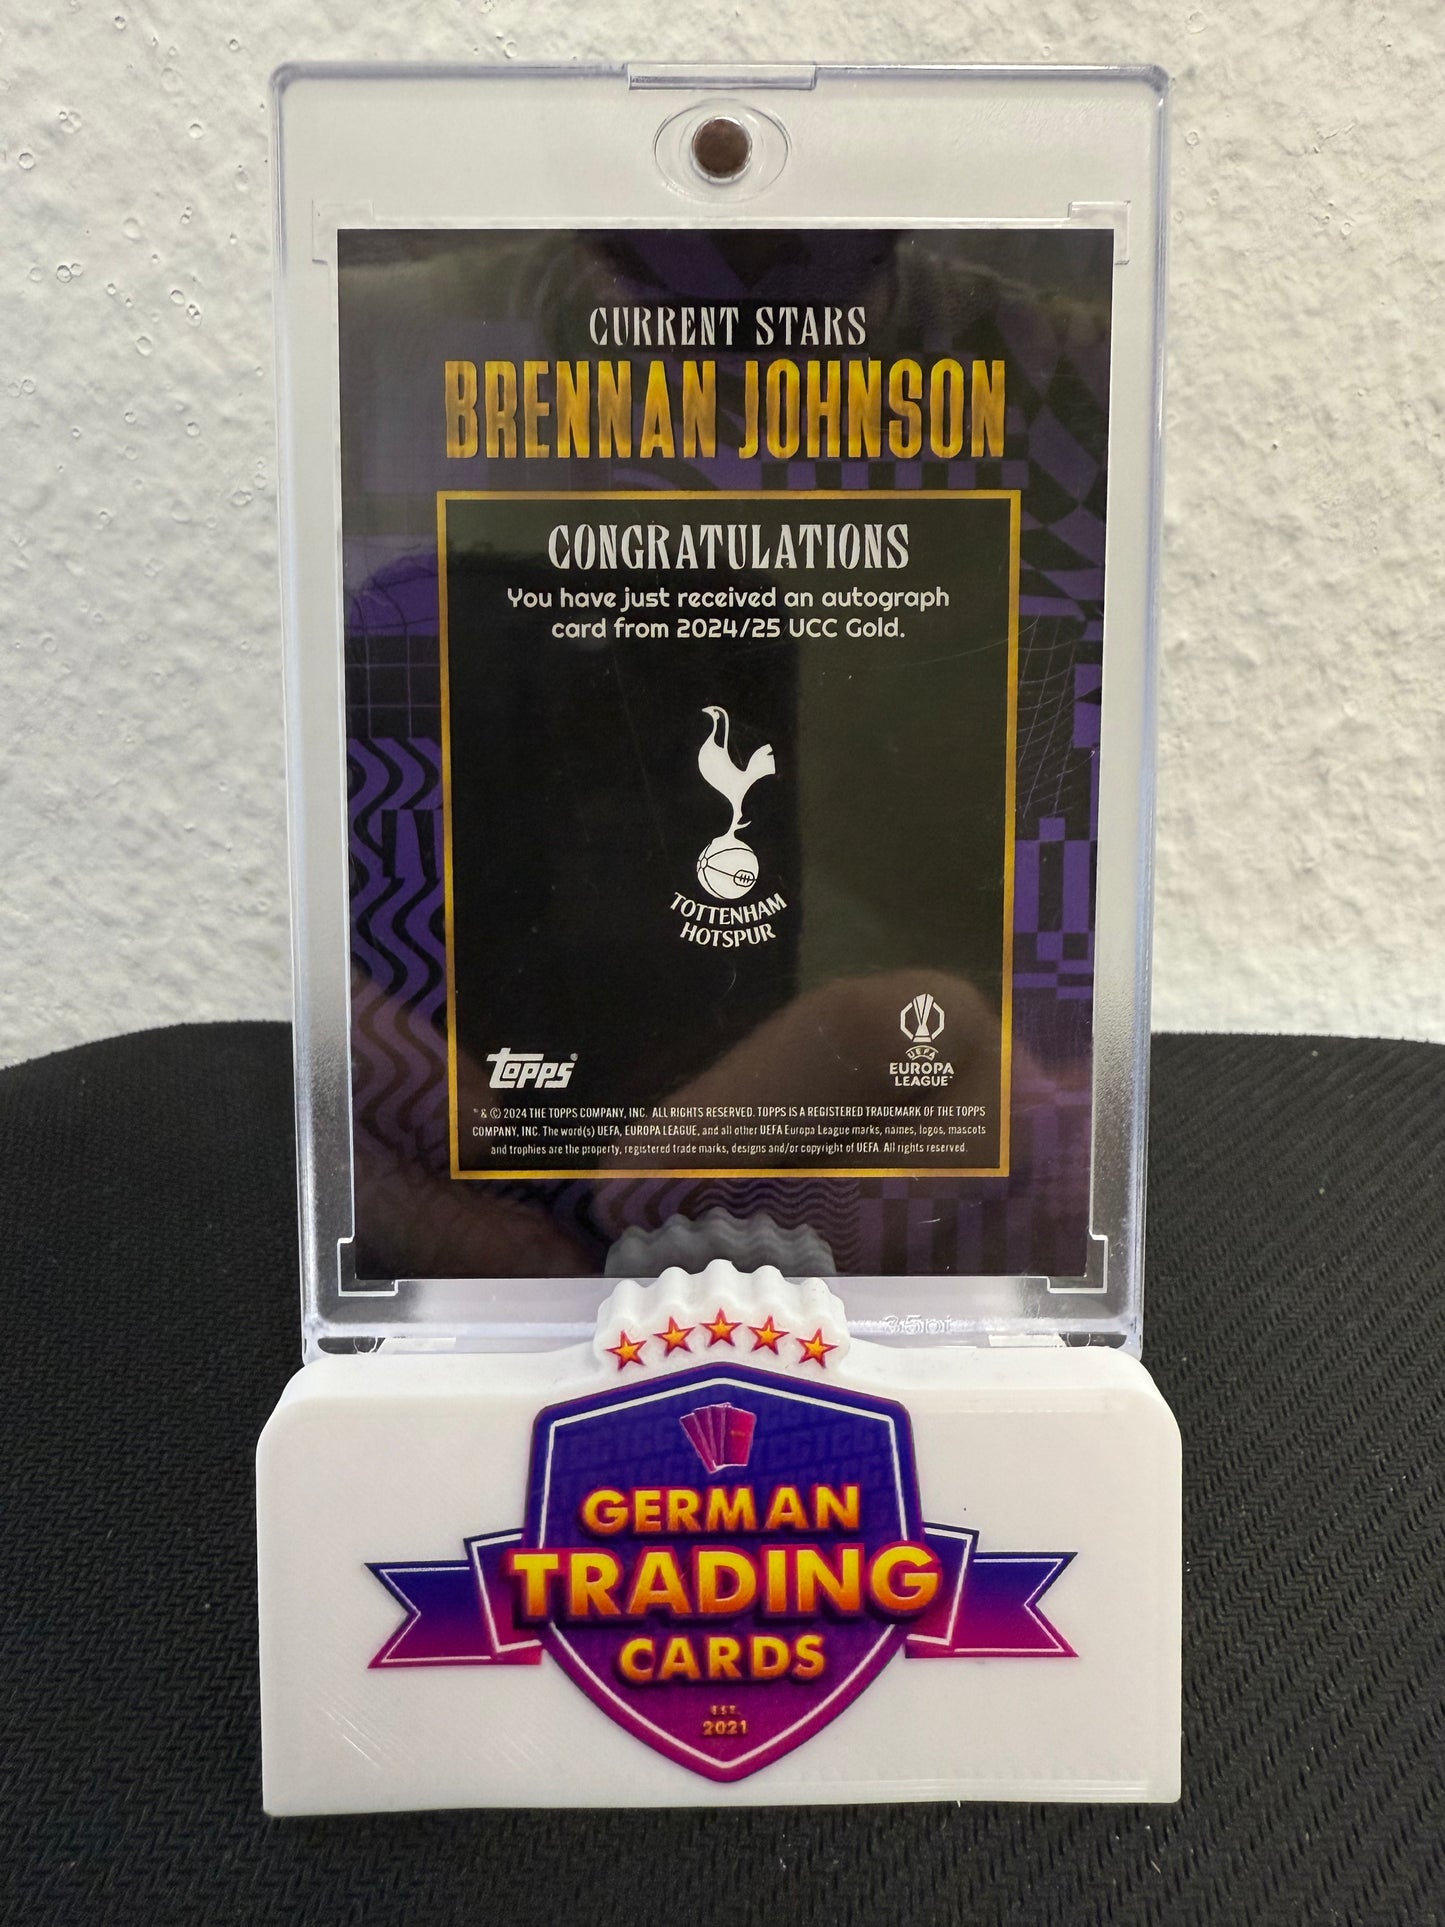 CURRENT STARS
BRENNAN JOHNSON
CONGRATULATIONS
You have just received an autograph
card from 2024/25 UCC Gold.
TOTTENHAM
HOTSPUR
topps®
UEFA
EUROPA
LEAGUE™
® & © 2024 THE TOPPS COMPANY, INC. ALL RIGHTS RESERVED. TOPPS IS A REGISTERED TRADEMARK OF THE TOPPS
COMPANY, INC. The word(s) UEFA, EUROPA LEAGUE, and all other UEFA Europa League marks, names, logos, mascots
and trophies are the property, registered trade marks, designs and/or copyright of UEFA. All rights reserved.
35pt
GERMAN
TRADING
CARDS
EST.
2021